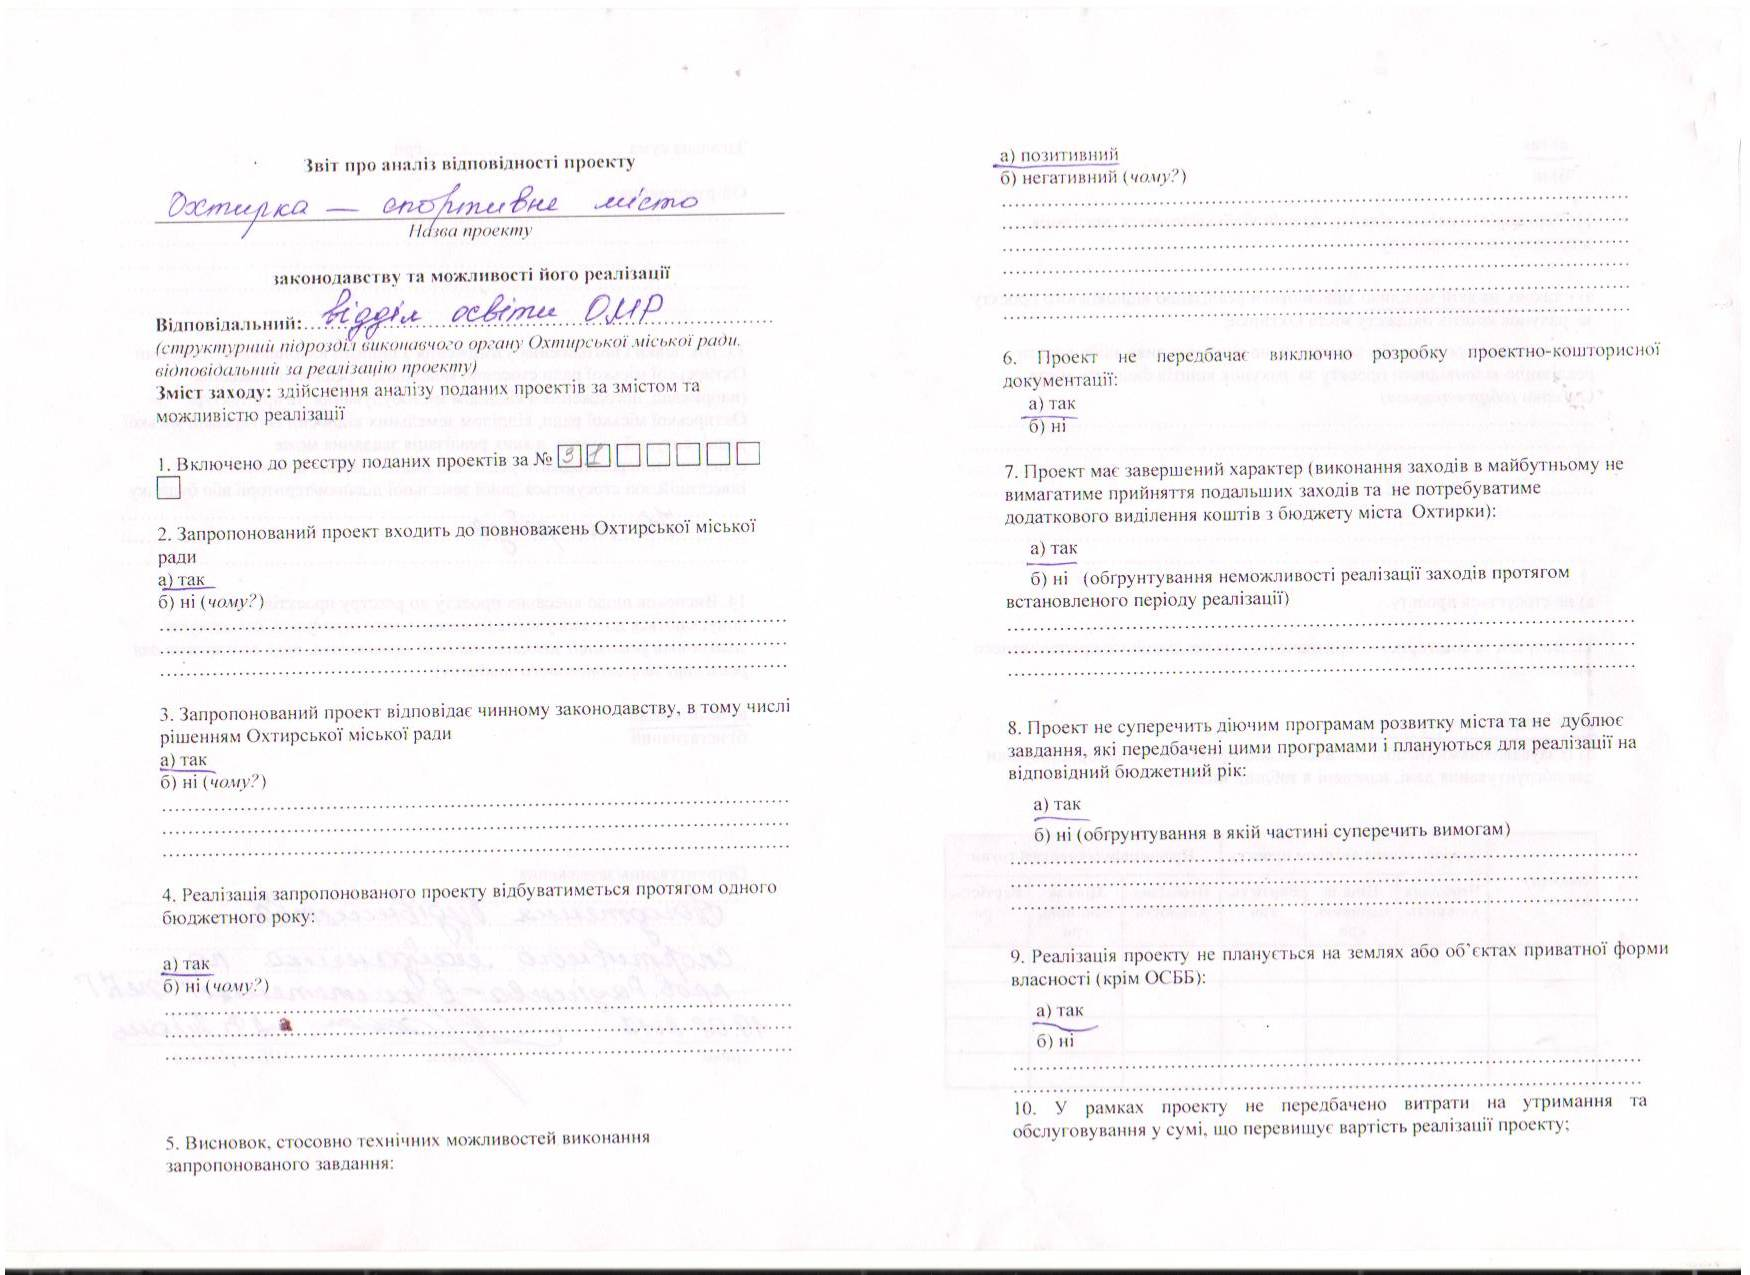 Звіт про аналіз відповідності проекту
Охтирка — спортивне місто
Назва проекту
законодавству та можливості його реалізації
Відповідальний:....відділ освіти ОМР....
(структурний підрозділ виконавчого органу Охтирської міської ради,
відповідальний за реалізацію проекту)
Зміст заходу: здійснення аналізу поданих проектів за змістом та
можливістю реалізації
1. Включено до реєстру поданих проектів за № 31
2. Запропонований проект входить до повноважень Охтирської міської
ради
а) так
б) ні (чому?)
3. Запропонований проект відповідає чинному законодавству, в тому числі
рішенням Охтирської міської ради
а) так
б) ні (чому?)
4. Реалізація запропонованого проекту відбуватиметься протягом одного
бюджетного року:
а) так
б) ні (чому?)
5. Висновок, стосовно технічних можливостей виконання
запропонованого завдання:
а) позитивний
б) негативний (чому?)
6. Проект не передбачає виключно розробку проектно-кошторисної
документації:
а) так
б) ні
7. Проект має завершений характер (виконання заходів в майбутньому не
вимагатиме прийняття подальших заходів та не потребуватиме
додаткового виділення коштів з бюджету міста Охтирки):
а) так
б) ні (обґрунтування неможливості реалізації заходів протягом
встановленого періоду реалізації)
8. Проект не суперечить діючим програмам розвитку міста та не дублює
завдання, які передбачені цими програмами і плануються для реалізації на
відповідний бюджетний рік:
а) так
б) ні (обґрунтування в якій частині суперечить вимогам)
9. Реалізація проекту не планується на землях або об`єктах приватної форми
власності (крім ОСББ):
а) так
б) ні
10. У рамках проекту не передбачено витрати на утримання та
обслуговування у сумі, що перевищує вартість реалізації проекту;